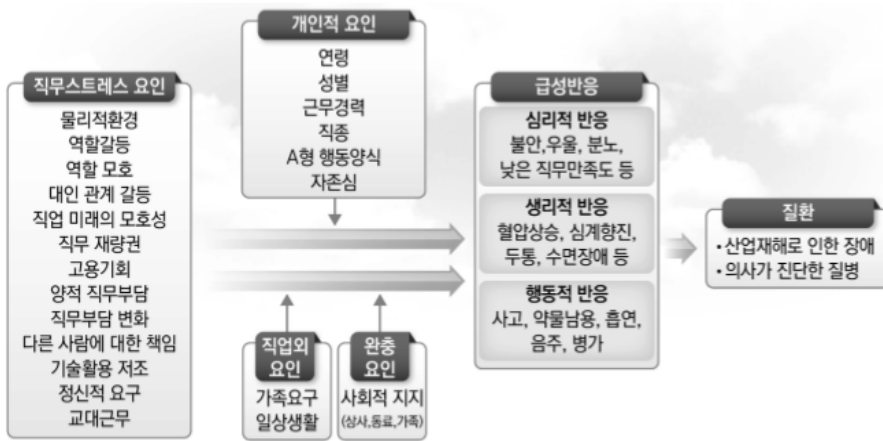 직무스트레스 요인
물리적환경
역할갈등
역할 모호
대인 관계 갈등
직업 미래의 모호성
직무 재량권
고용기회
양적 직무부담
직무부담 변화
다른 사람에 대한 책임
기술활용 저조
정신적 요구
교대근무
개인적 요인
연령
성별
근무경력
직종
A형 행동양식
자존심
직업외
요인
가족요구
일상생활
완충
요인
사회적 지지
(상사,동료,가족)
급성반응
심리적 반응
불안,우울, 분노,
낮은 직무만족도 등
생리적 반응
혈압상승, 심계항진,
두통, 수면장애 등
행동적 반응
사고, 약물남용, 흡연,
음주, 병가
질환
• 산업재해로 인한 장애
• 의사가 진단한 질병